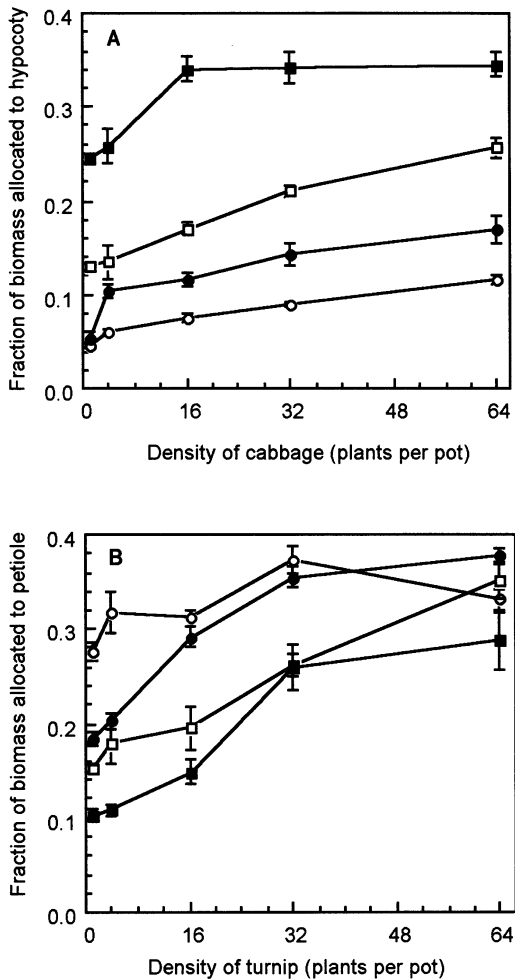 A
Fraction of biomass allocated to hypocoty
0.4
0.3
0.2
0.1
0.0
0 16 32 48 64
Density of cabbage (plants per pot)
B
Fraction of biomass allocated to petiole
0.4
0.3
0.2
0.1
0.0
0 16 32 48 64
Density of turnip (plants per pot)